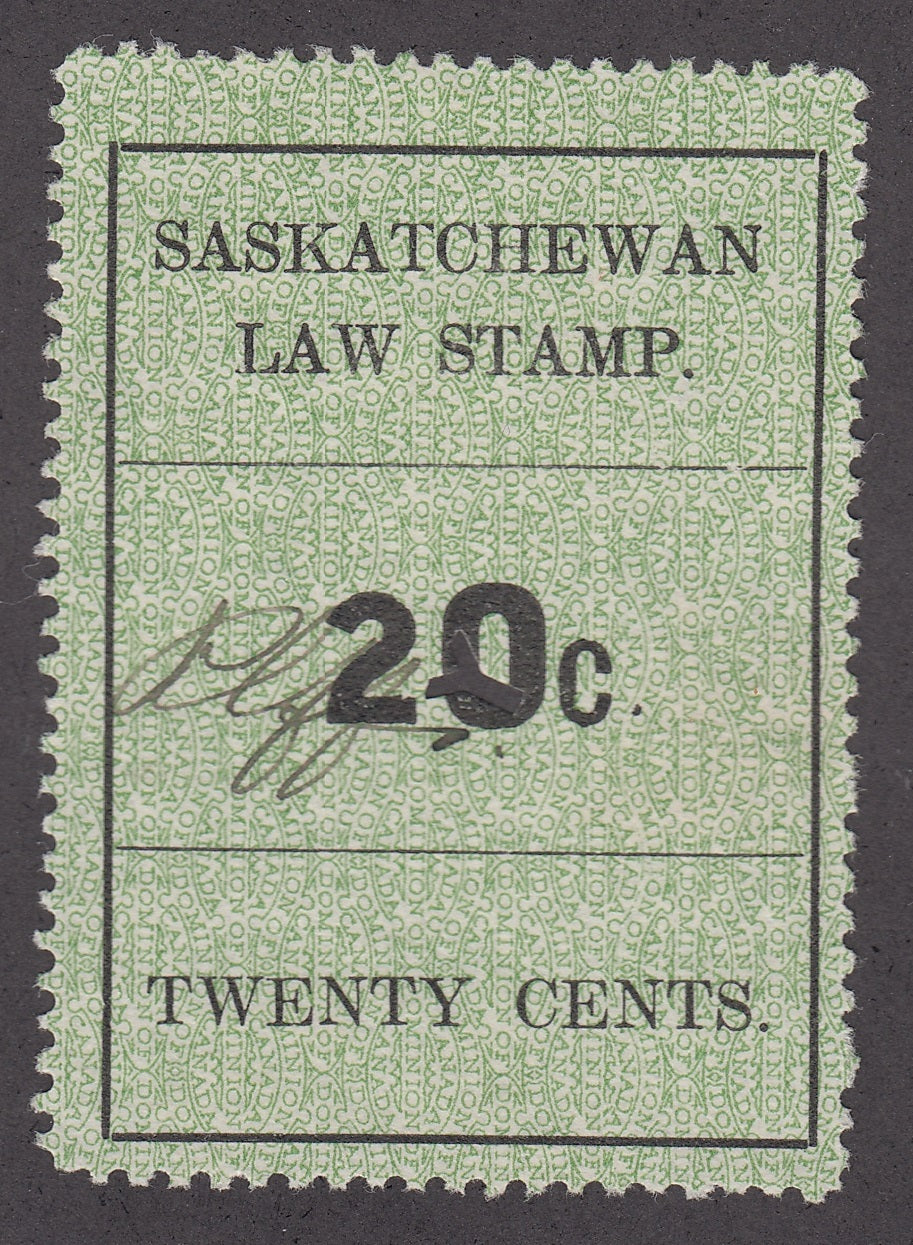 SASKATCHEWAN
LAW STAMP.
20c.
TWENTY CENTS.